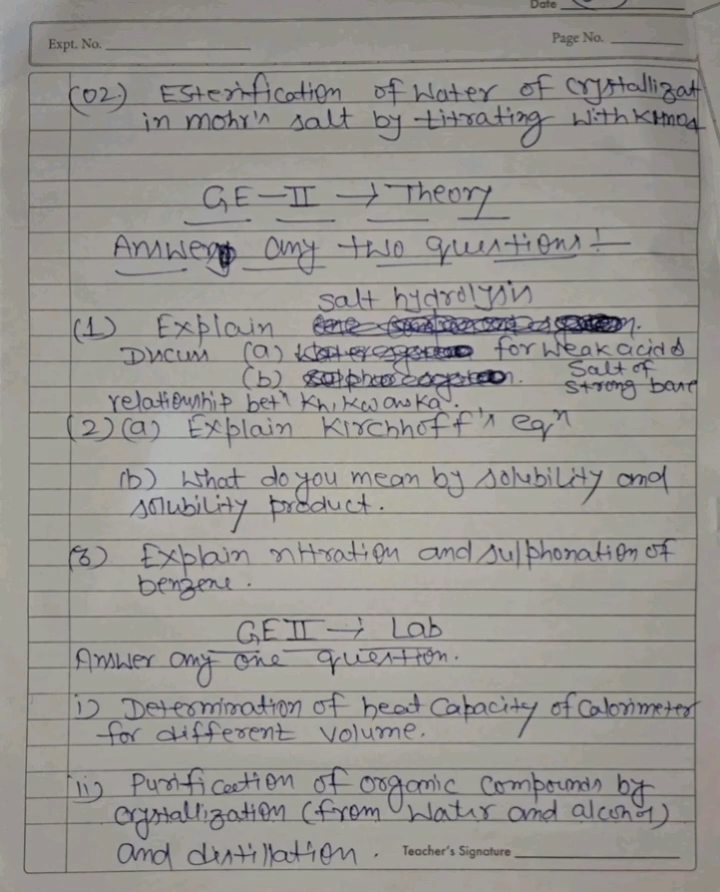 Date
Expt. No.
Page No.
(02) Esterification of Water of Crystallizat
in mohr's salt by titrating with KMnO4
GE-II → Theory
Answer any two questions!
salt hydrolysis
(1) Explain
Discuss (a) for weak acid &
(b) Salt of
strong base
relationship betn Kh, Kw and Ka.
(2)(a) Explain Kirchhoff's eqn
(b) What do you mean by solubility and
solubility product.
(3) Explain nitration and sulphonation of
benzene.
GE II → Lab
Answer any one question.
i) Determination of heat capacity of Calorimeter
for different volume.
ii) Purification of organic compounds by
crystallization (from Water and alcohol)
and distillation.
Teacher's Signature